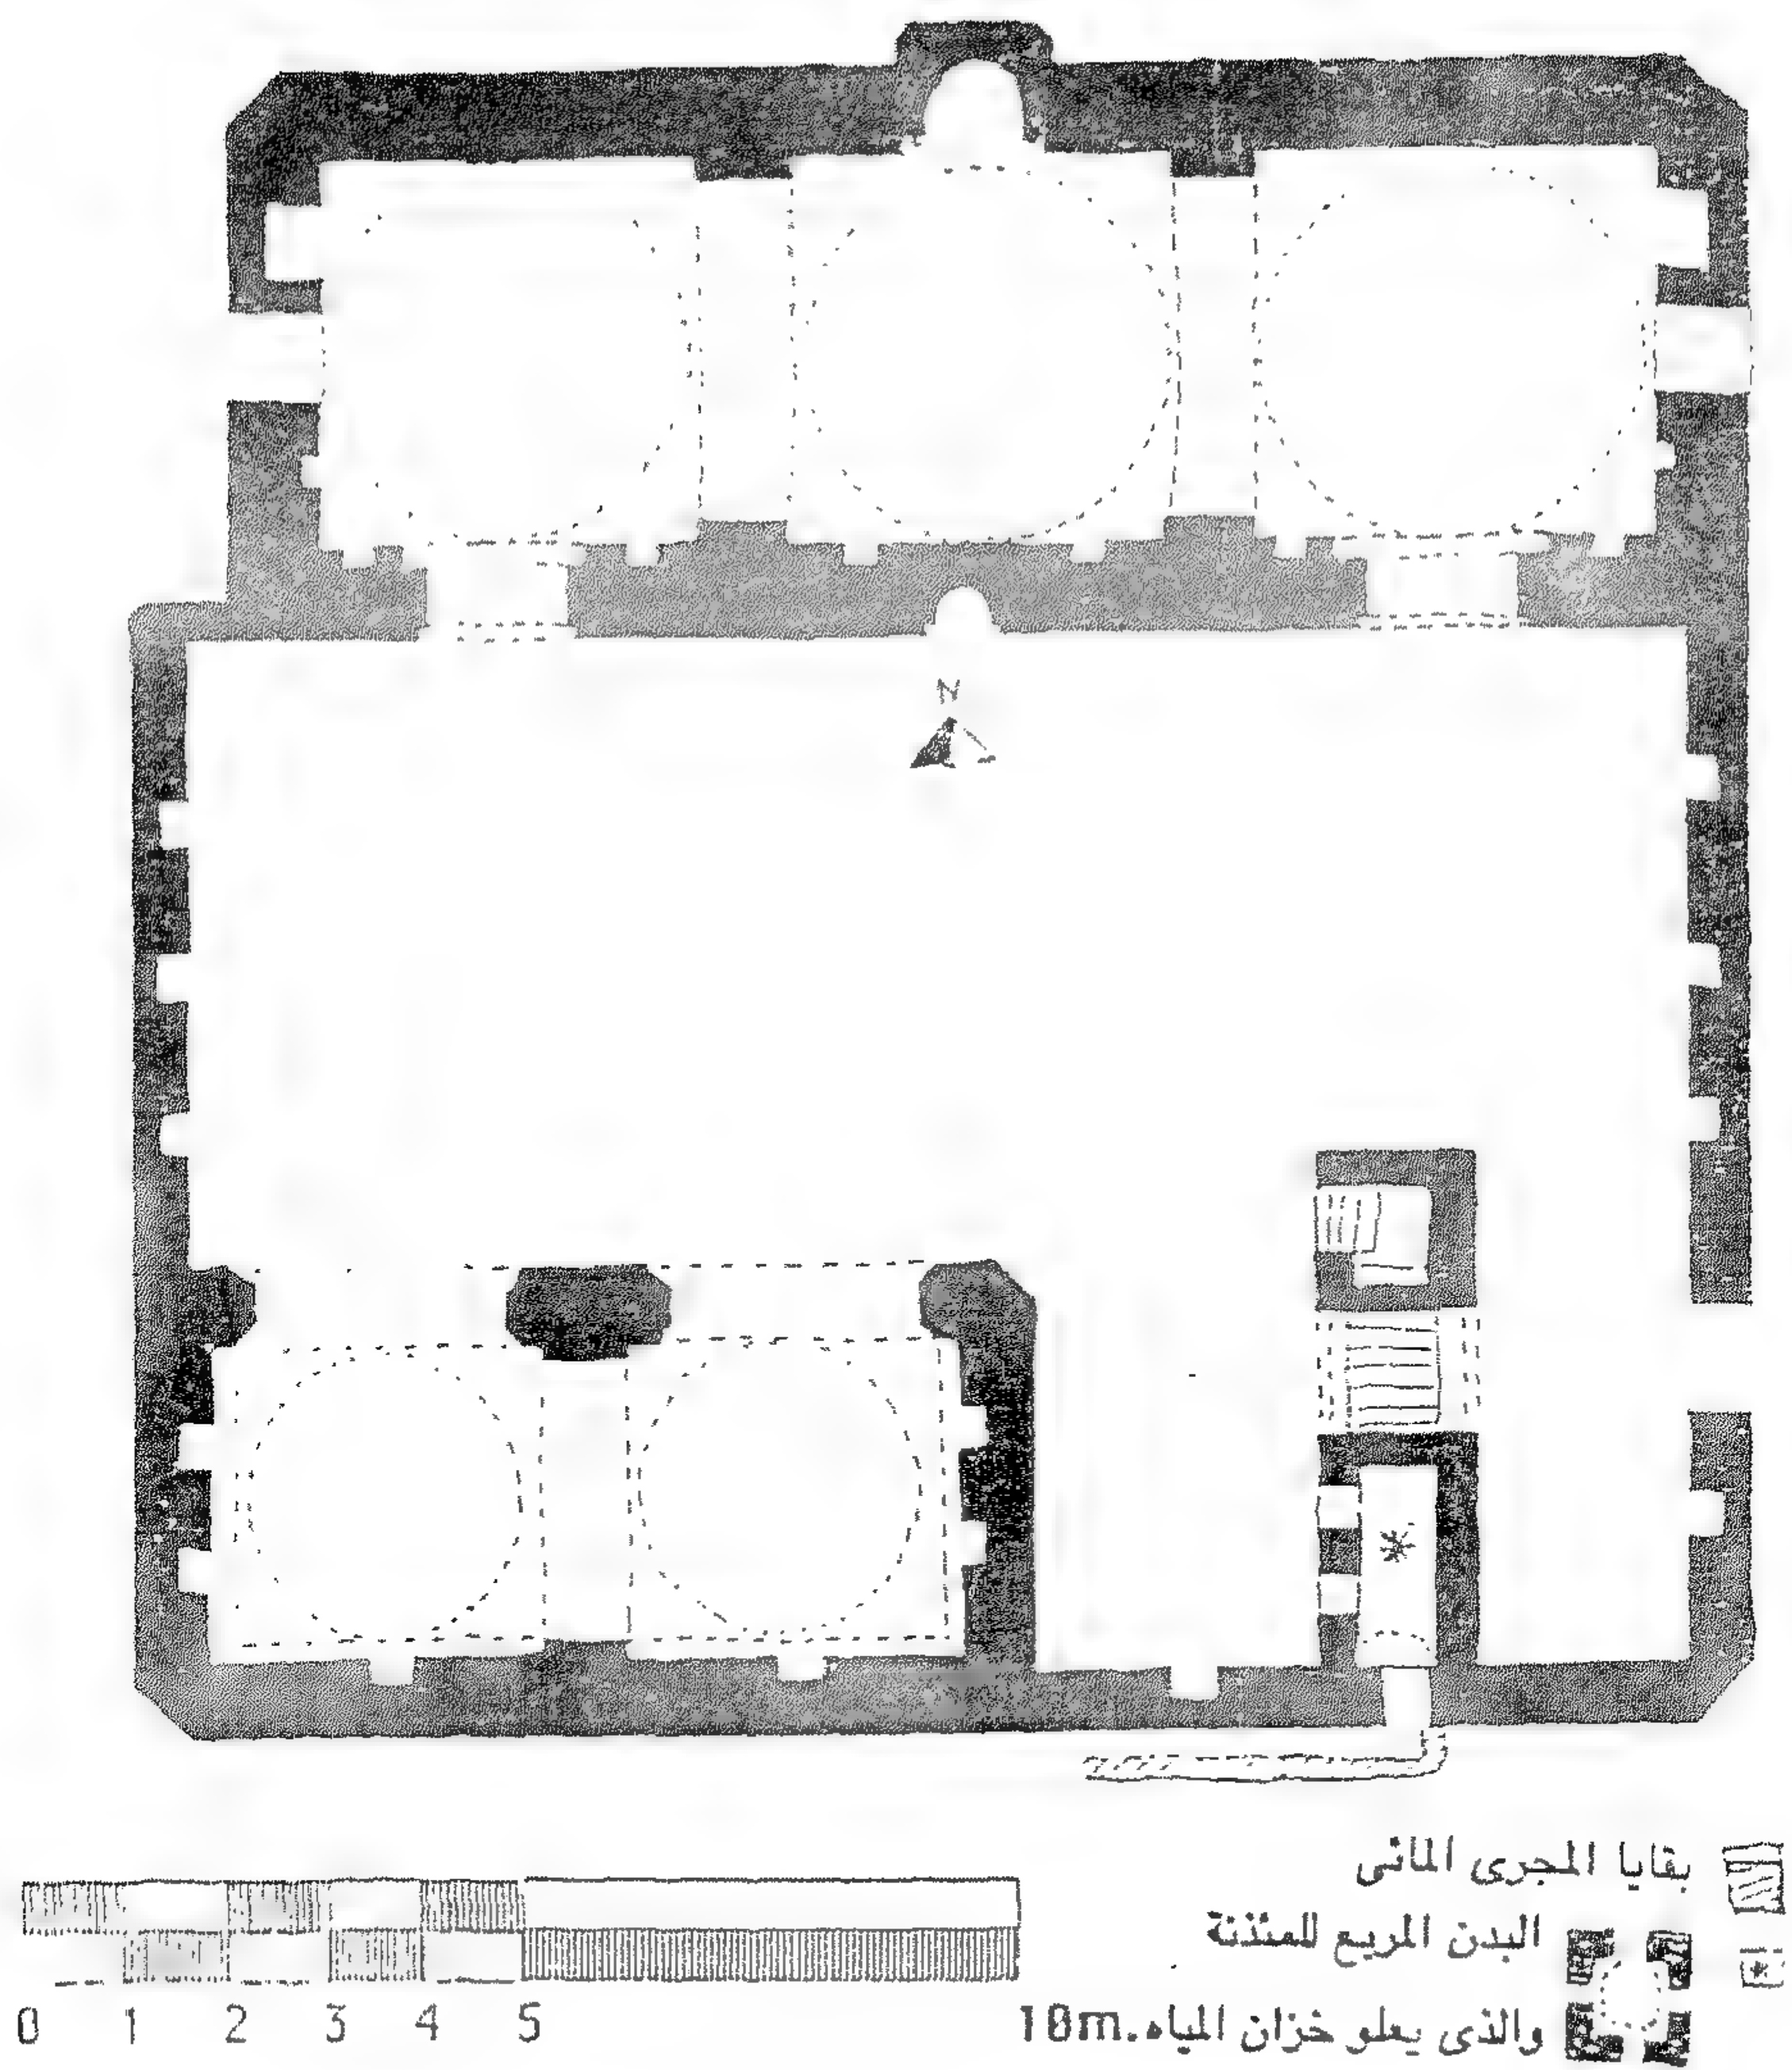 N
بقايا المجرى المائى
البدن المربع للمئذنة
والذى يعلو خزان المياه
0 1 2 3 4 5 10m.